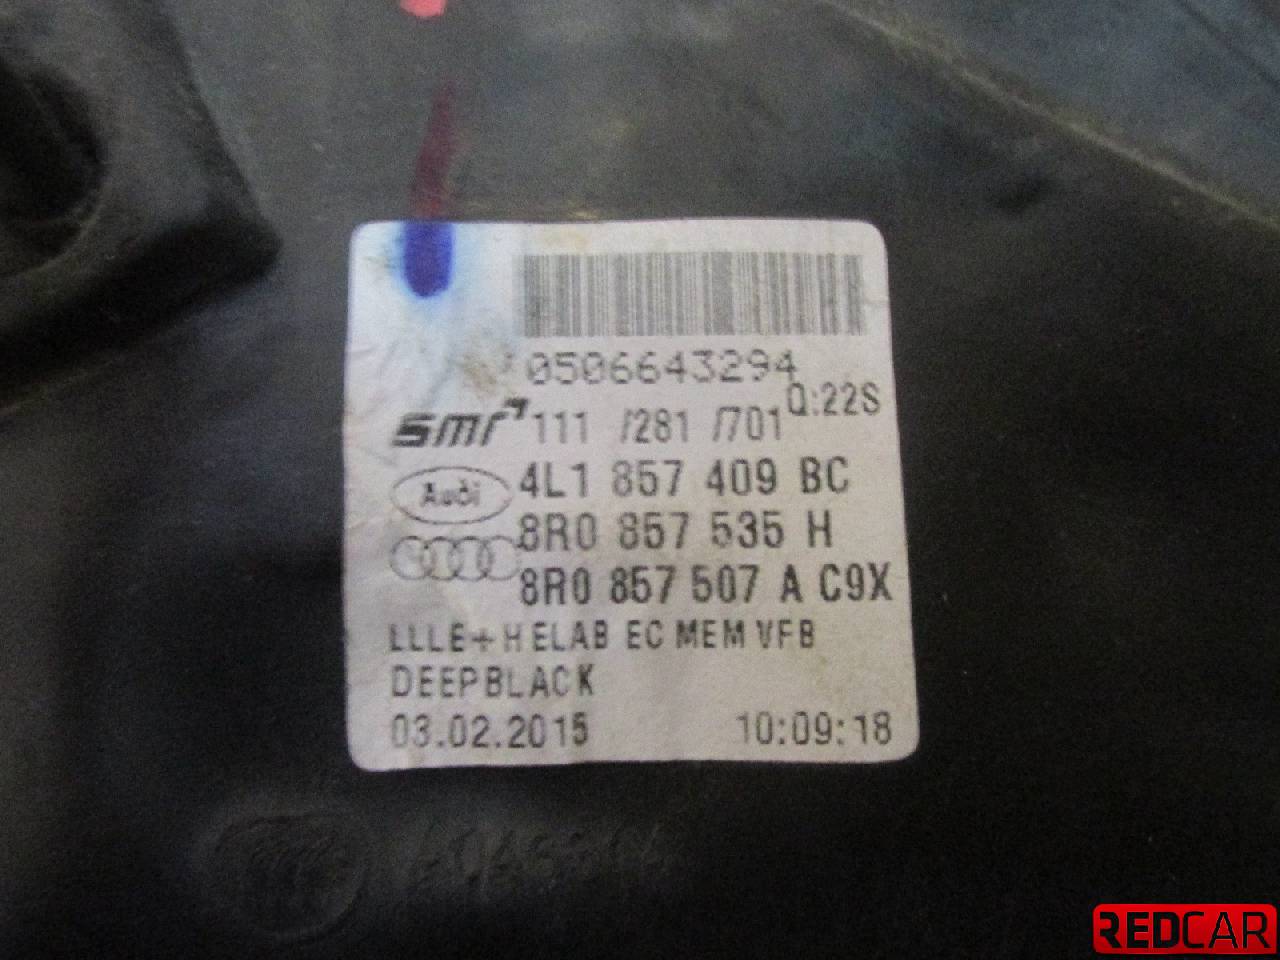 0506643294
Q:22S
smr 111 /281 /701
Audi 4L1 857 409 BC
8R0 857 535 H
8R0 857 507 A C9X
LLLE+H ELAB EC MEM VFB
DEEPBLACK
03.02.2015 10:09:18
REDCAR